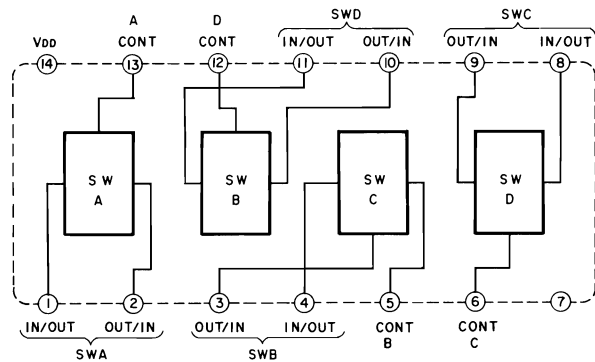 A D SWD SWC
VDD CONT CONT IN/OUT OUT/IN OUT/IN IN/OUT
14 13 12 11 10 9 8
SW SW SW SW
A B C D
1 2 3 4 5 6 7
IN/OUT OUT/IN OUT/IN IN/OUT CONT CONT
SWA SWB B C